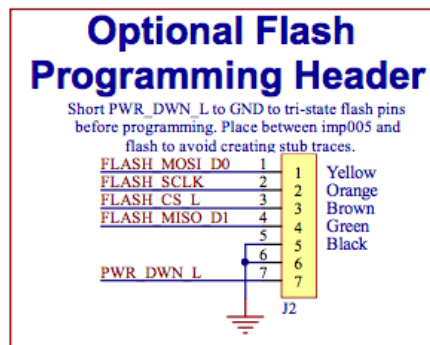 Optional Flash
Programming Header
Short PWR_DWN_L to GND to tri-state flash pins
before programming. Place between imp005 and
flash to avoid creating stub traces.
FLASH_MOSI_D0 1 1 Yellow
FLASH_SCLK 2 2 Orange
FLASH_CS_L 3 3 Brown
FLASH_MISO_D1 4 4 Green
5 5 Black
6 6
PWR_DWN_L 7 7
J2